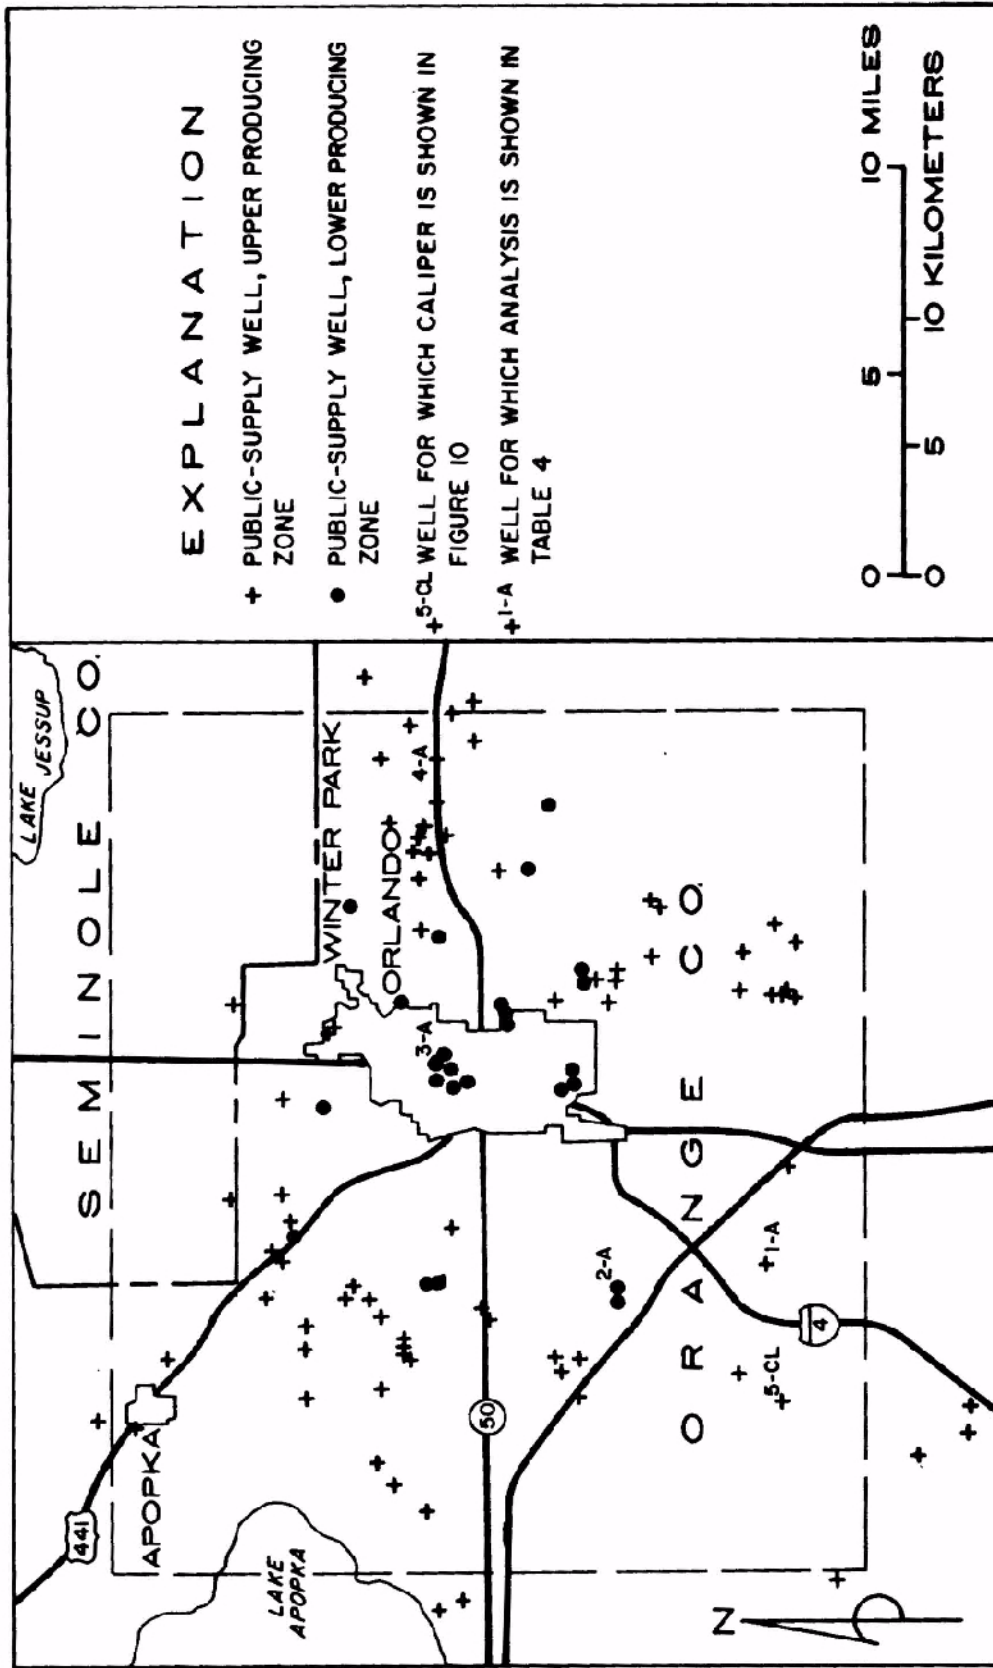 LAKE JESSUP
SEMINOLE CO.
441
APOPKA
WINTER PARK
ORLANDO
LAKE
APOPKA
3-A
4-A
50
2-A
ORANGE CO.
1-A
5-CL
4
N
EXPLANATION
PUBLIC-SUPPLY WELL, UPPER PRODUCING
ZONE
PUBLIC-SUPPLY WELL, LOWER PRODUCING
ZONE
5-CL WELL FOR WHICH CALIPER IS SHOWN IN
FIGURE 10
1-A WELL FOR WHICH ANALYSIS IS SHOWN IN
TABLE 4
0 5 10 MILES
0 5 10 KILOMETERS